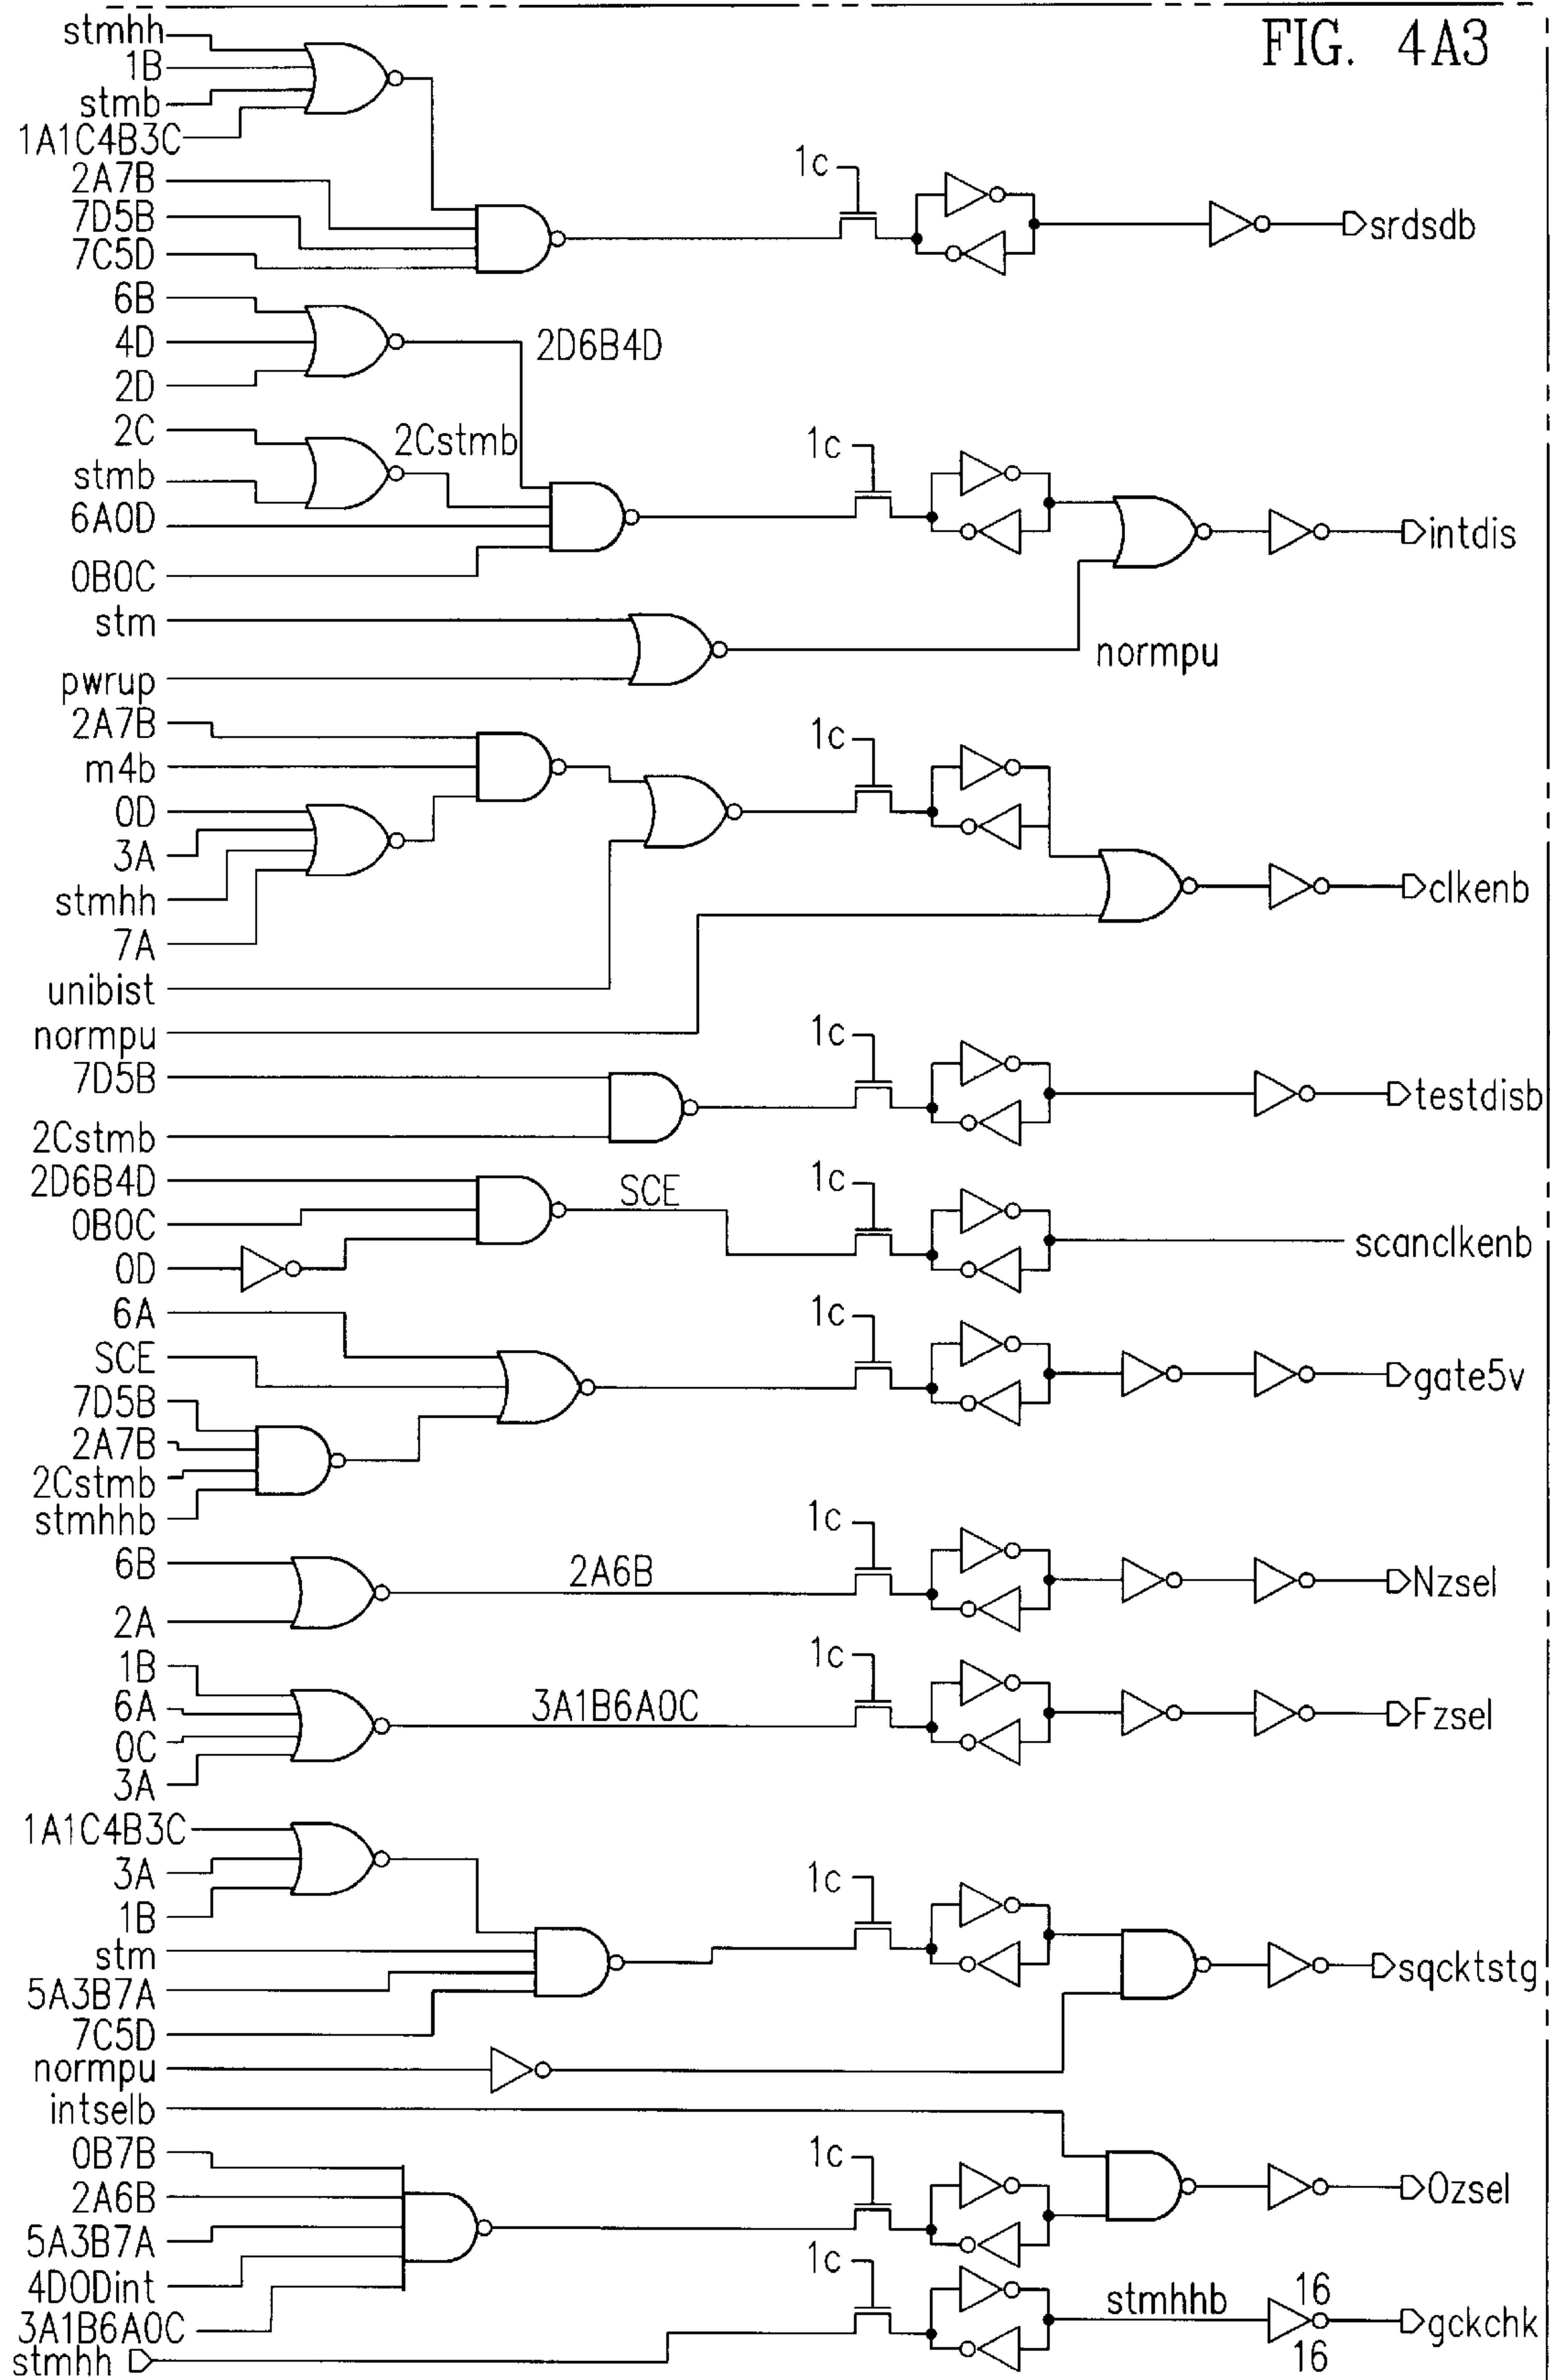 FIG. 4A3
stmhh
1B
stmb
1A1C4B3C
2A7B
7D5B
7C5D
1c
srdsdb
6B
4D
2D
2D6B4D
2C
stmb
2Cstmb
6A0D
0B0C
1c
intdis
stm
pwrup
normpu
2A7B
m4b
0D
3A
stmhh
7A
unibist
normpu
1c
clkenb
7D5B
2Cstmb
1c
testdisb
2D6B4D
0B0C
0D
SCE
1c
scanclkenb
6A
SCE
7D5B
2A7B
2Cstmb
stmhhb
1c
gate5v
6B
2A
2A6B
1c
Nzsel
1B
6A
0C
3A
3A1B6A0C
1c
Fzsel
1A1C4B3C
3A
1B
stm
5A3B7A
7C5D
normpu
1c
sqcktstg
intselb
0B7B
2A6B
5A3B7A
4D0Dint
3A1B6A0C
1c
Ozsel
stmhh
1c
stmhhb
16
16
gckchk